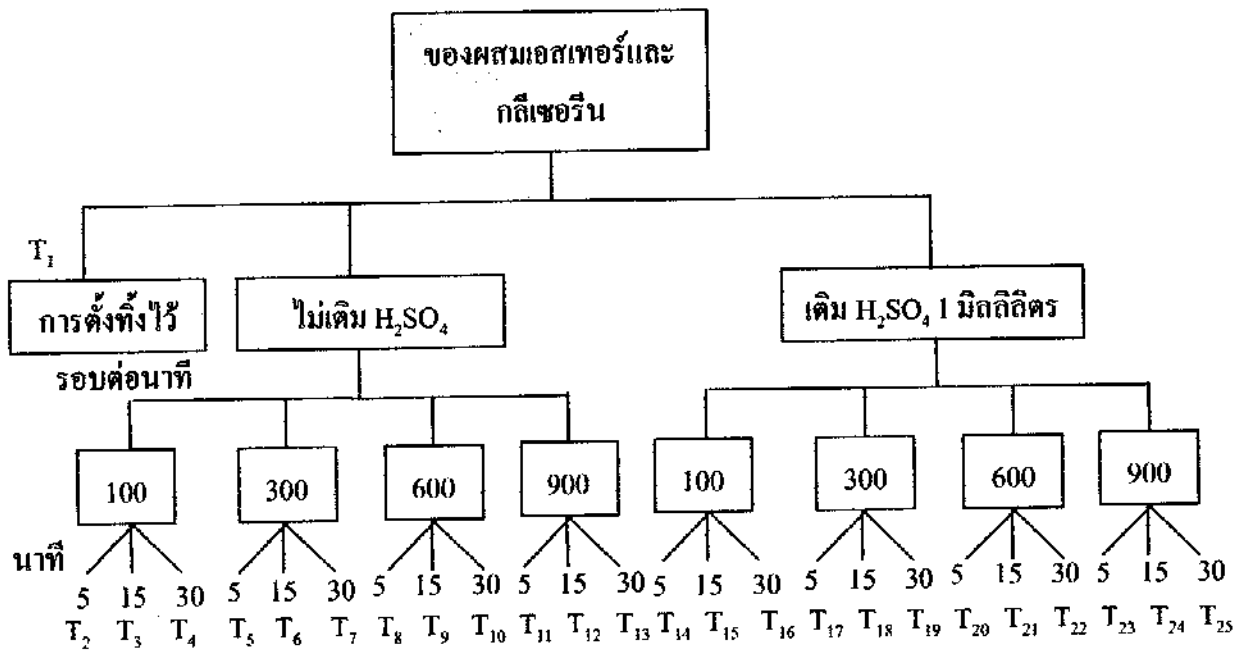 ของผสมเอสเทอร์และ
กลีเซอรีน
T₁
การตั้งทิ้งไว้
ไม่เติม H₂SO₄
เติม H₂SO₄ 1 มิลลิลิตร
รอบต่อนาที
100 300 600 900 100 300 600 900
นาที
5 15 30 5 15 30 5 15 30 5 15 30 5 15 30 5 15 30 5 15 30 5 15 30
T₂ T₃ T₄ T₅ T₆ T₇ T₈ T₉ T₁₀ T₁₁ T₁₂ T₁₃ T₁₄ T₁₅ T₁₆ T₁₇ T₁₈ T₁₉ T₂₀ T₂₁ T₂₂ T₂₃ T₂₄ T₂₅